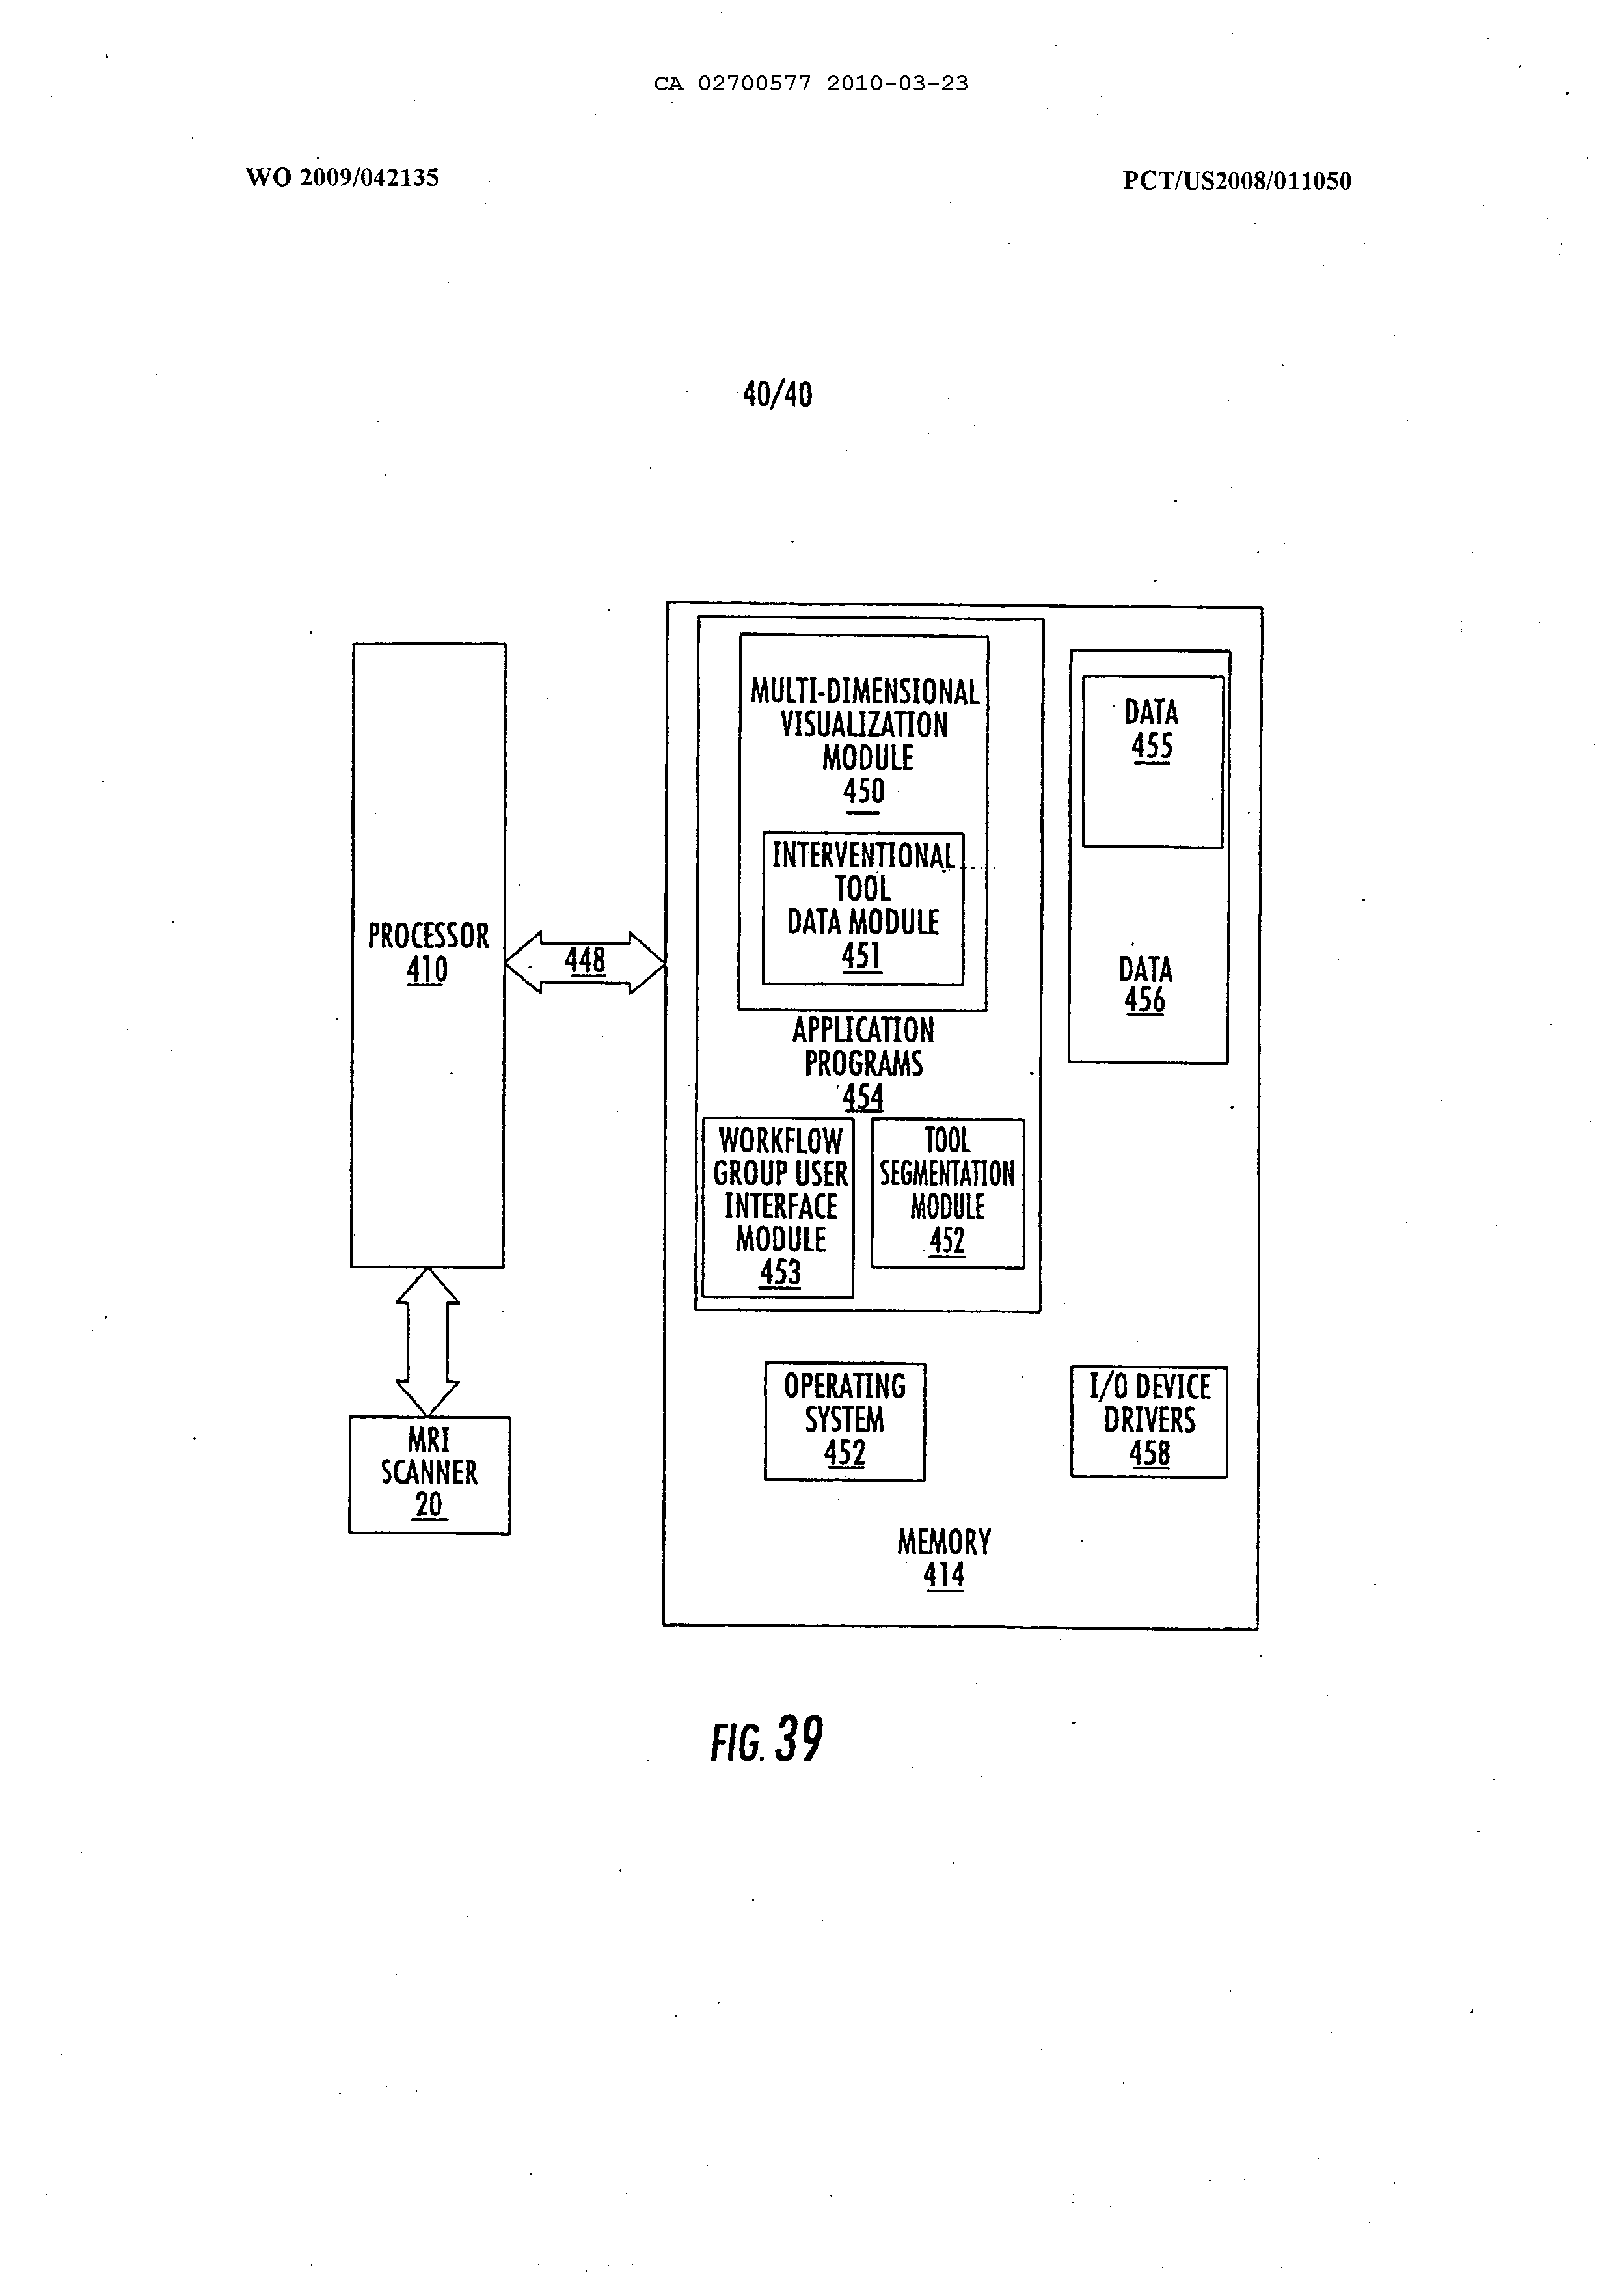 CA 02700577 2010-03-23
WO 2009/042135
PCT/US2008/011050
40/40
MULTI-DIMENSIONAL
VISUALIZATION
MODULE
450
INTERVENTIONAL
TOOL
DATA MODULE
451
APPLICATION
PROGRAMS
454
WORKFLOW
GROUP USER
INTERFACE
MODULE
453
TOOL
SEGMENTATION
MODULE
452
DATA
455
DATA
456
PROCESSOR
410
448
MRI
SCANNER
20
OPERATING
SYSTEM
452
I/O DEVICE
DRIVERS
458
MEMORY
414
FIG. 39